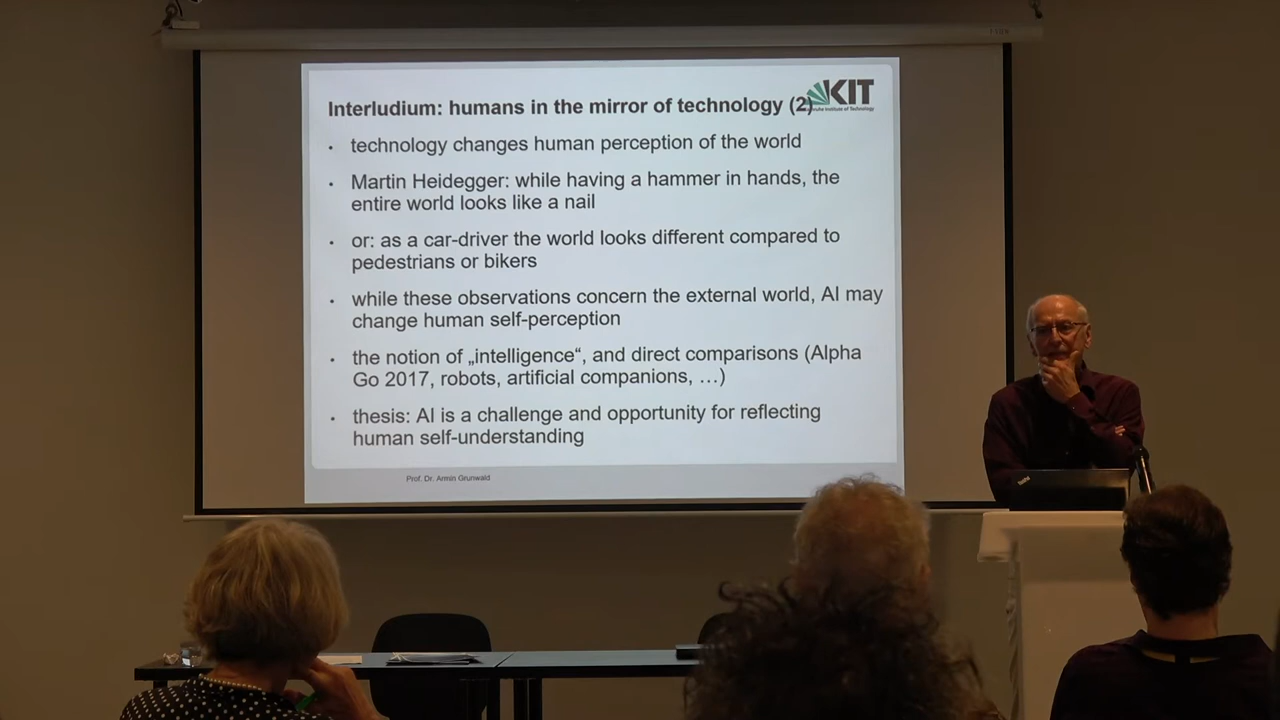 Interludium: humans in the mirror of technology (2)
KIT
Institute of Technology
technology changes human perception of the world
Martin Heidegger: while having a hammer in hands, the
entire world looks like a nail
or: as a car-driver the world looks different compared to
pedestrians or bikers
while these observations concern the external world, AI may
change human self-perception
the notion of „intelligence“, and direct comparisons (Alpha
Go 2017, robots, artificial companions, …)
thesis: AI is a challenge and opportunity for reflecting
human self-understanding
Prof. Dr. Armin Grunwald